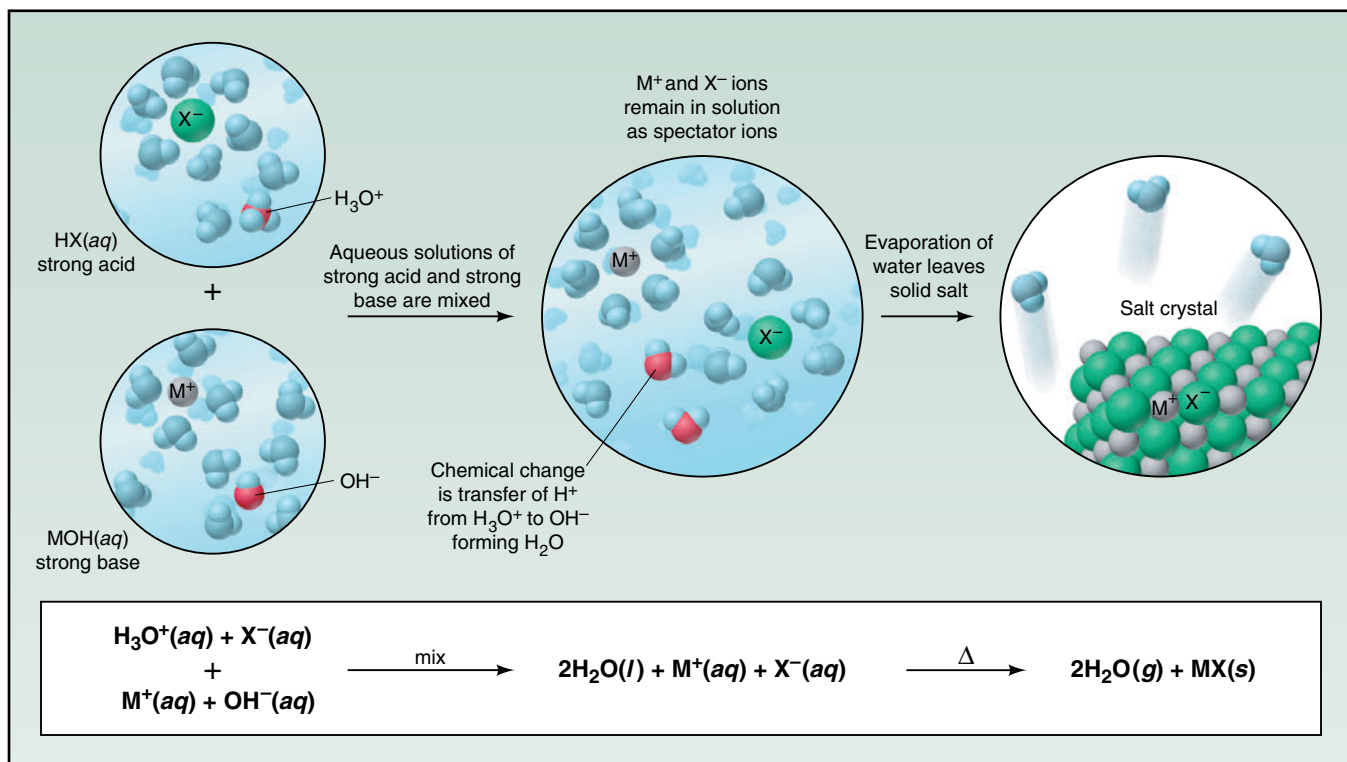 X⁻
H₃O⁺
HX(aq)
strong acid
+
M⁺
OH⁻
MOH(aq)
strong base
Aqueous solutions of
strong acid and strong
base are mixed
M⁺ and X⁻ ions
remain in solution
as spectator ions
M⁺
X⁻
Chemical change
is transfer of H⁺
from H₃O⁺ to OH⁻
forming H₂O
Evaporation of
water leaves
solid salt
Salt crystal
M⁺ X⁻
H₃O⁺(aq) + X⁻(aq)
+
M⁺(aq) + OH⁻(aq)
mix
2H₂O(l) + M⁺(aq) + X⁻(aq)
Δ
2H₂O(g) + MX(s)